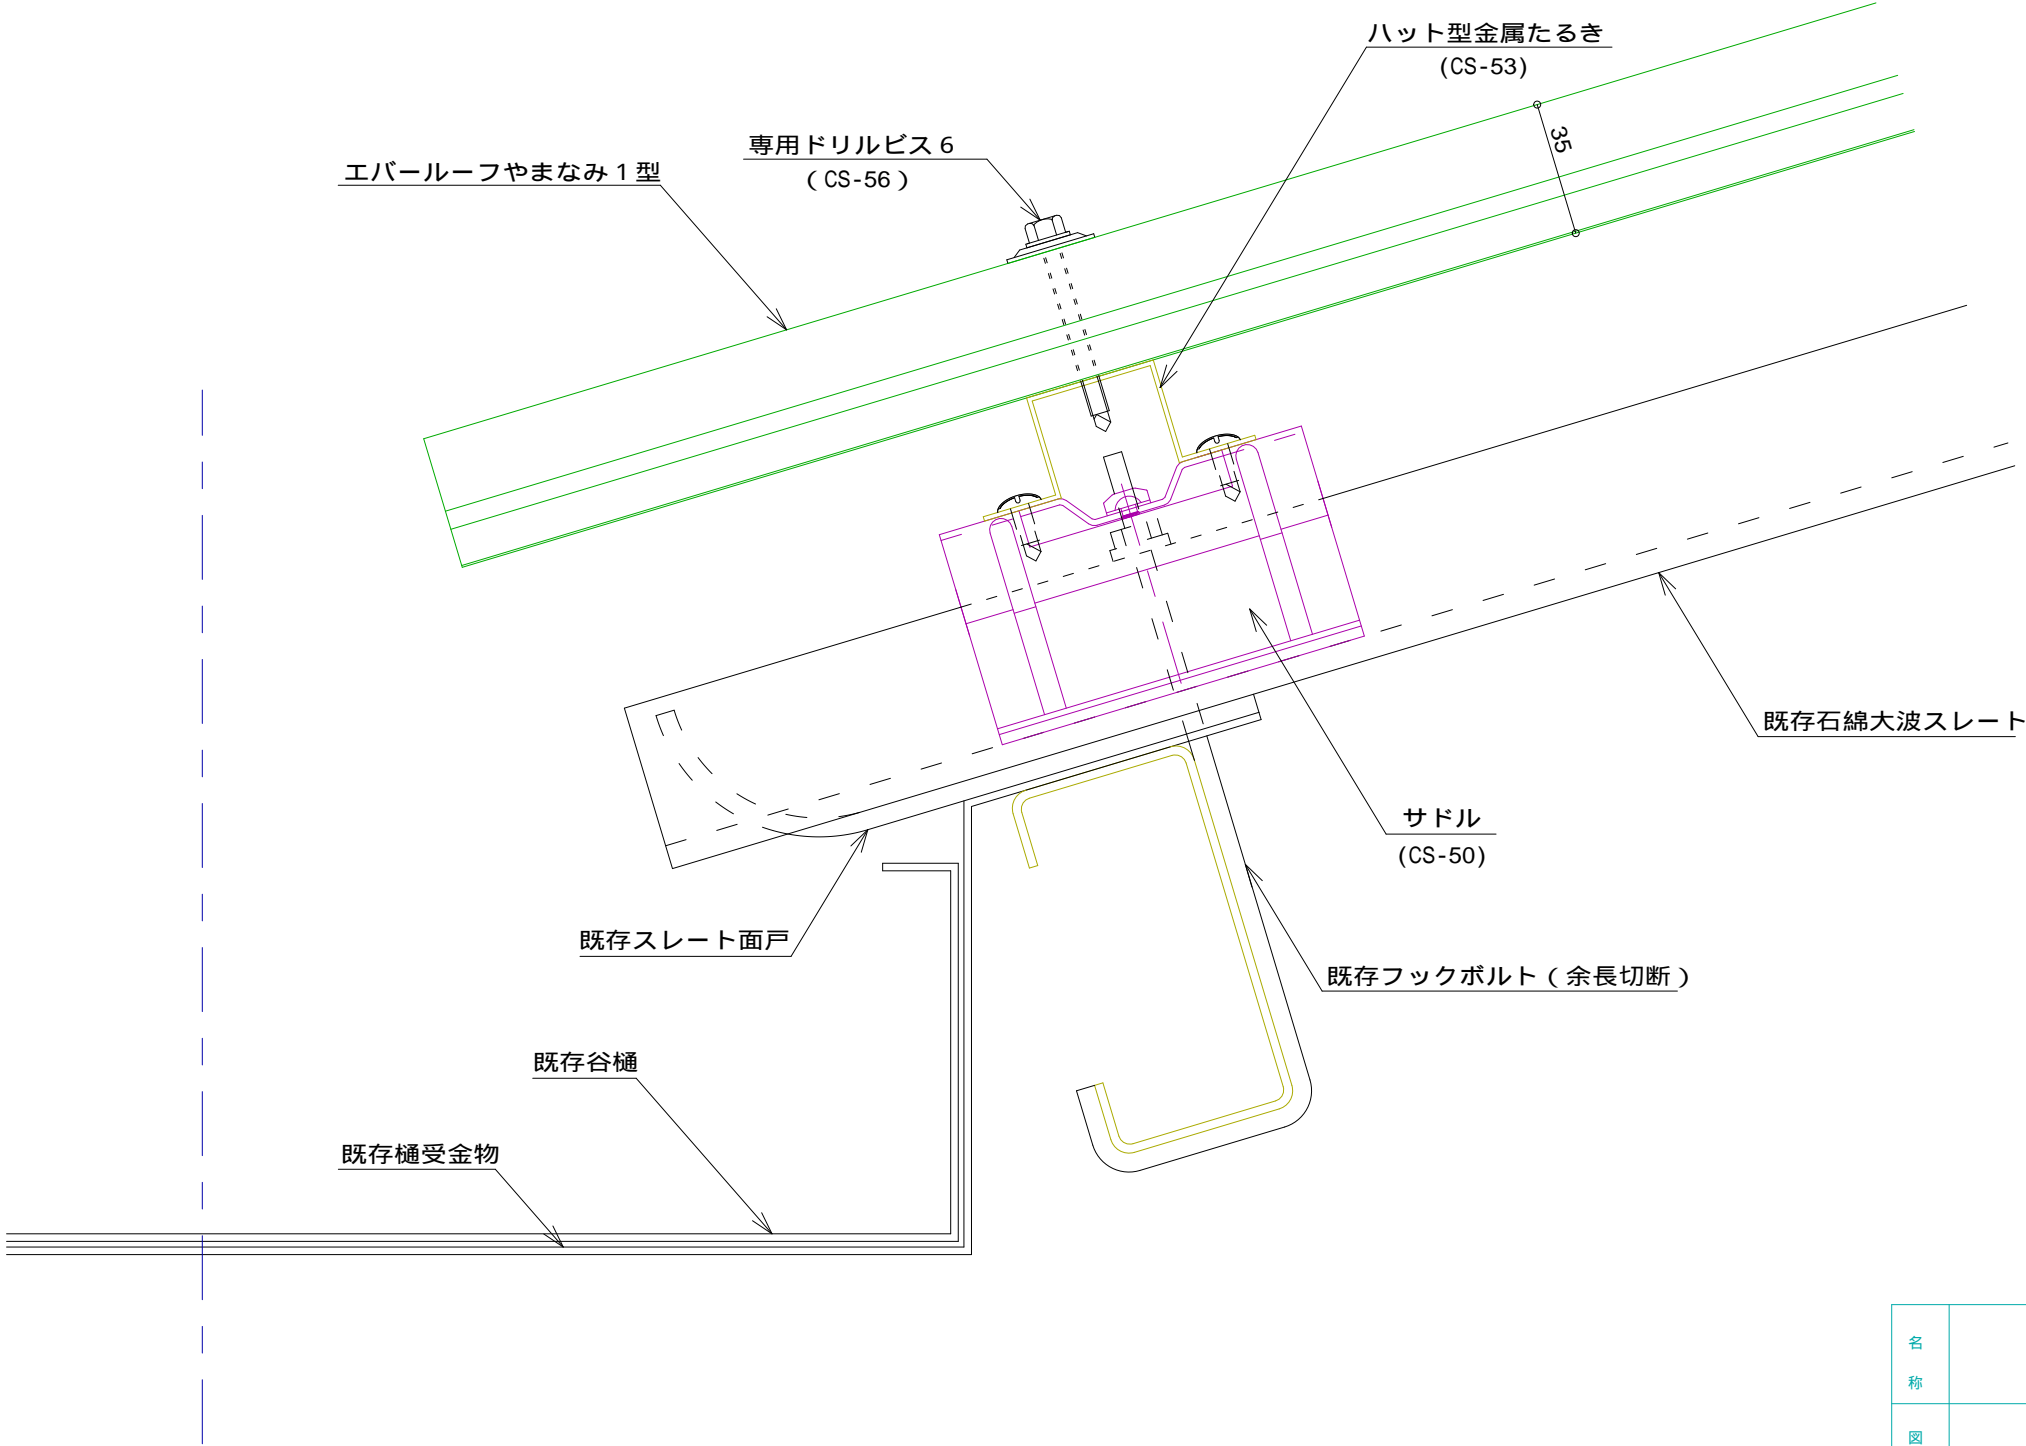 ハット型金属たるき
(CS-53)
専用ドリルビス6
(CS-56)
エバールーフやまなみ1型
35
既存石綿大波スレート
サドル
(CS-50)
既存スレート面戸
既存フックボルト(余長切断)
既存谷樋
既存樋受金物
名
称
図